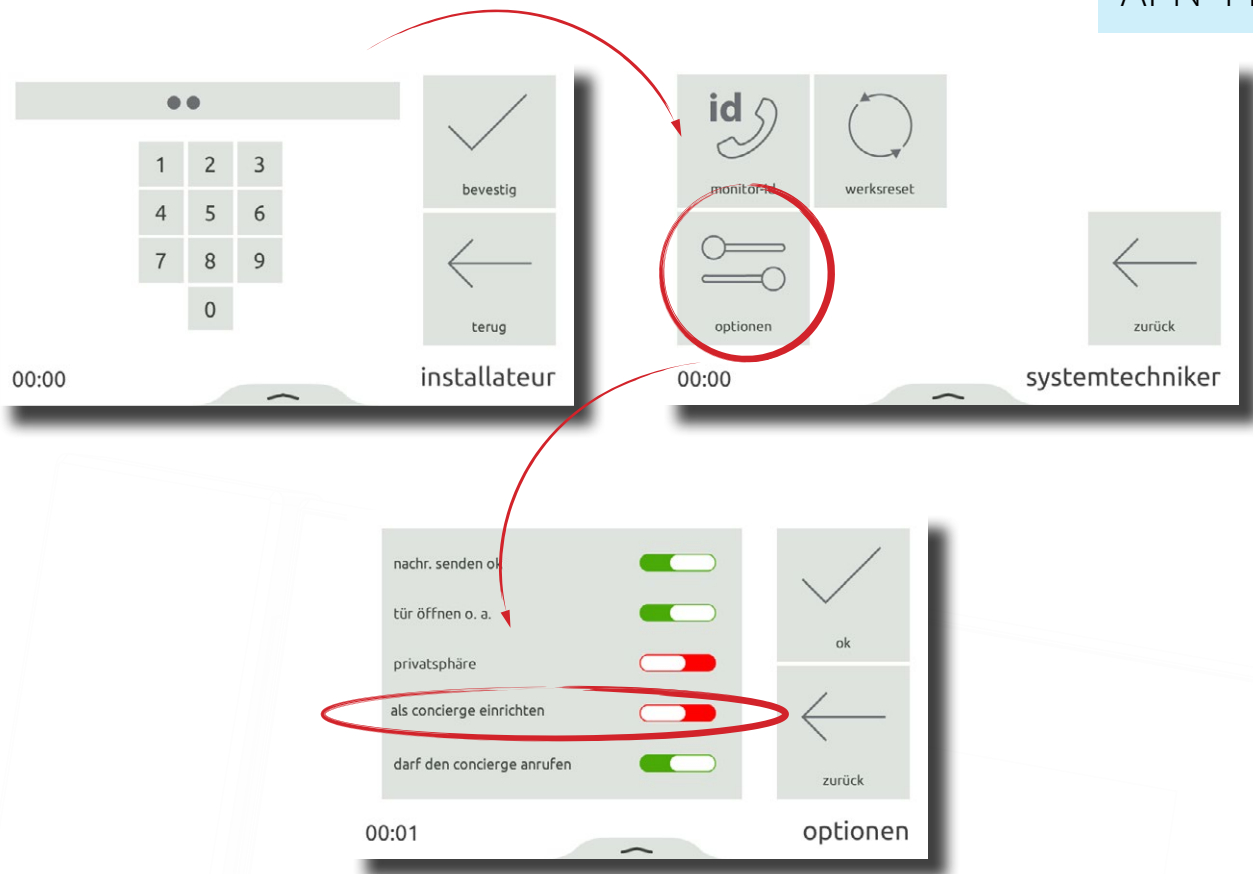 1 2 3
4 5 6
7 8 9
0
bevestig
terug
00:00
installateur
id
monitor-id
werksreset
optionen
zurück
00:00
systemtechniker
nachr. senden ok
tür öffnen o. a.
privatsphäre
als concierge einrichten
darf den concierge anrufen
ok
zurück
00:01
optionen